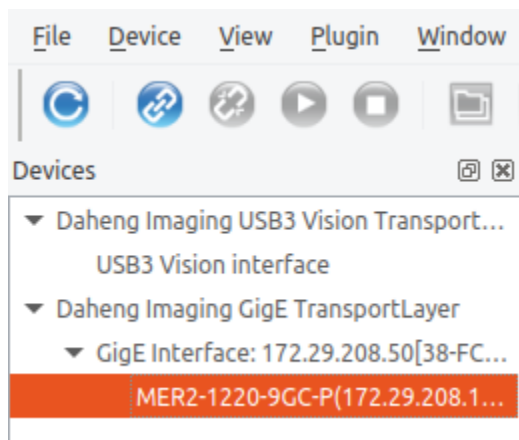 File Device View Plugin Window
Devices
Daheng Imaging USB3 Vision Transport...
USB3 Vision interface
Daheng Imaging GigE TransportLayer
GigE Interface: 172.29.208.50[38-FC...
MER2-1220-9GC-P(172.29.208.1...